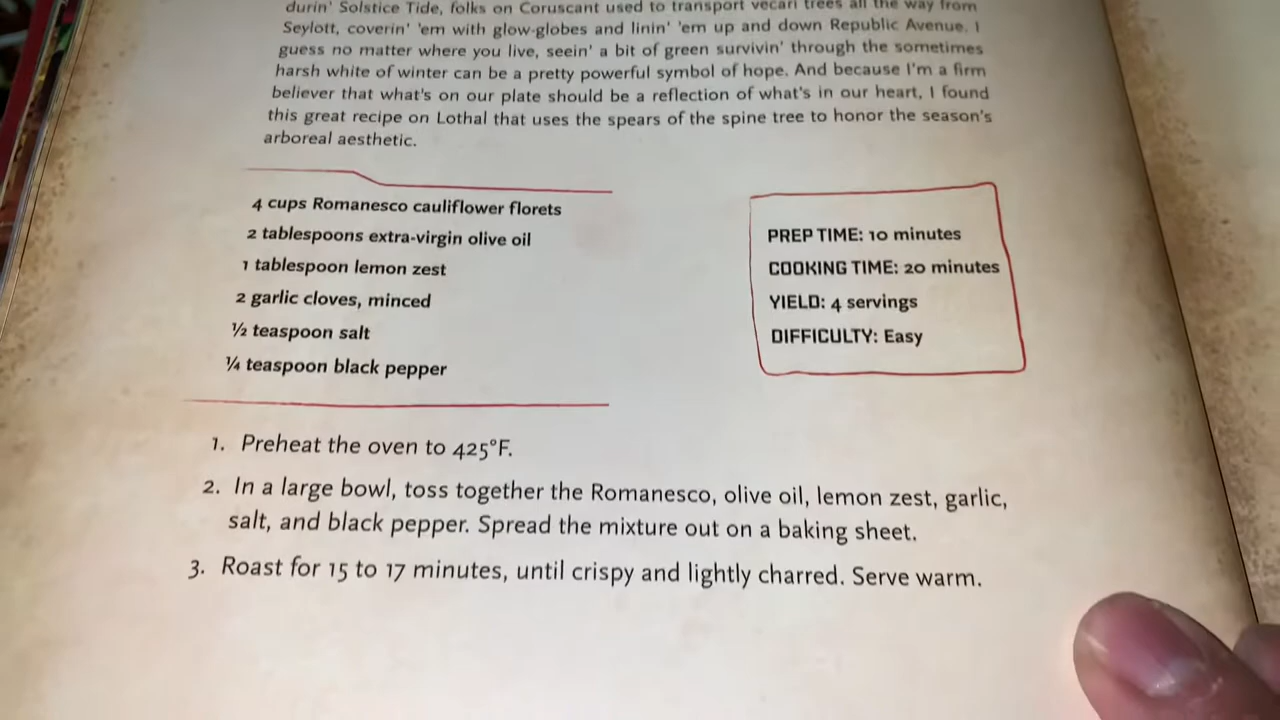 durin' Solstice Tide, folks on Coruscant used to transport vecari trees all the way from
Seylott, coverin' 'em with glow-globes and linin' 'em up and down Republic Avenue. I
guess no matter where you live, seein' a bit of green survivin' through the sometimes
harsh white of winter can be a pretty powerful symbol of hope. And because I'm a firm
believer that what's on our plate should be a reflection of what's in our heart, I found
this great recipe on Lothal that uses the spears of the spine tree to honor the season's
arboreal aesthetic.
4 cups Romanesco cauliflower florets
2 tablespoons extra-virgin olive oil
1 tablespoon lemon zest
2 garlic cloves, minced
½ teaspoon salt
¼ teaspoon black pepper
PREP TIME: 10 minutes
COOKING TIME: 20 minutes
YIELD: 4 servings
DIFFICULTY: Easy
1. Preheat the oven to 425°F.
2. In a large bowl, toss together the Romanesco, olive oil, lemon zest, garlic,
salt, and black pepper. Spread the mixture out on a baking sheet.
3. Roast for 15 to 17 minutes, until crispy and lightly charred. Serve warm.